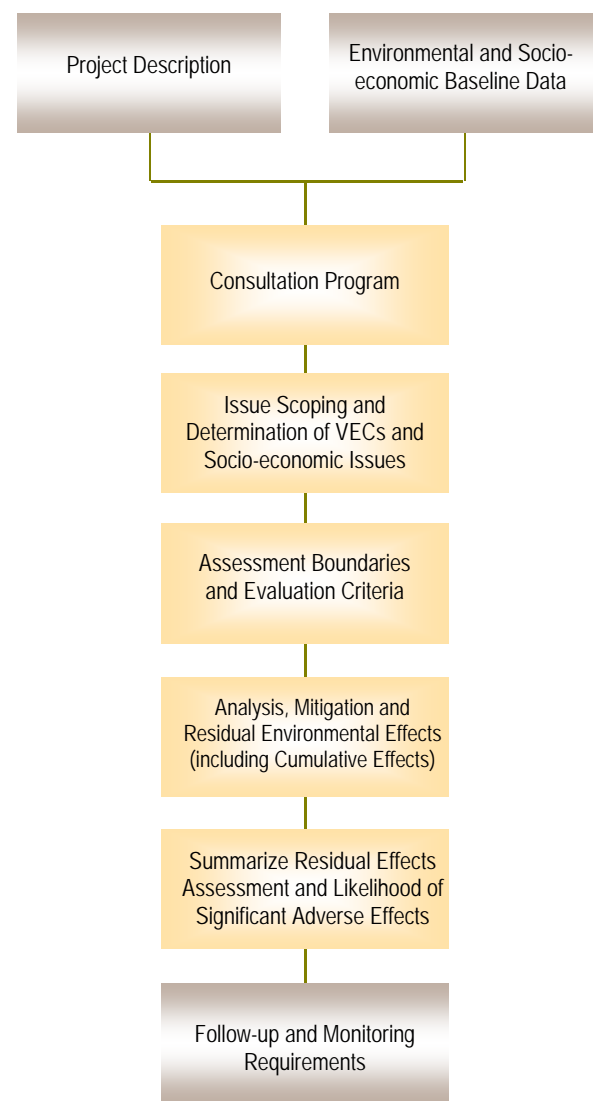 Project Description
Environmental and Socio-
economic Baseline Data
Consultation Program
Issue Scoping and
Determination of VECs and
Socio-economic Issues
Assessment Boundaries
and Evaluation Criteria
Analysis, Mitigation and
Residual Environmental Effects
(including Cumulative Effects)
Summarize Residual Effects
Assessment and Likelihood of
Significant Adverse Effects
Follow-up and Monitoring
Requirements